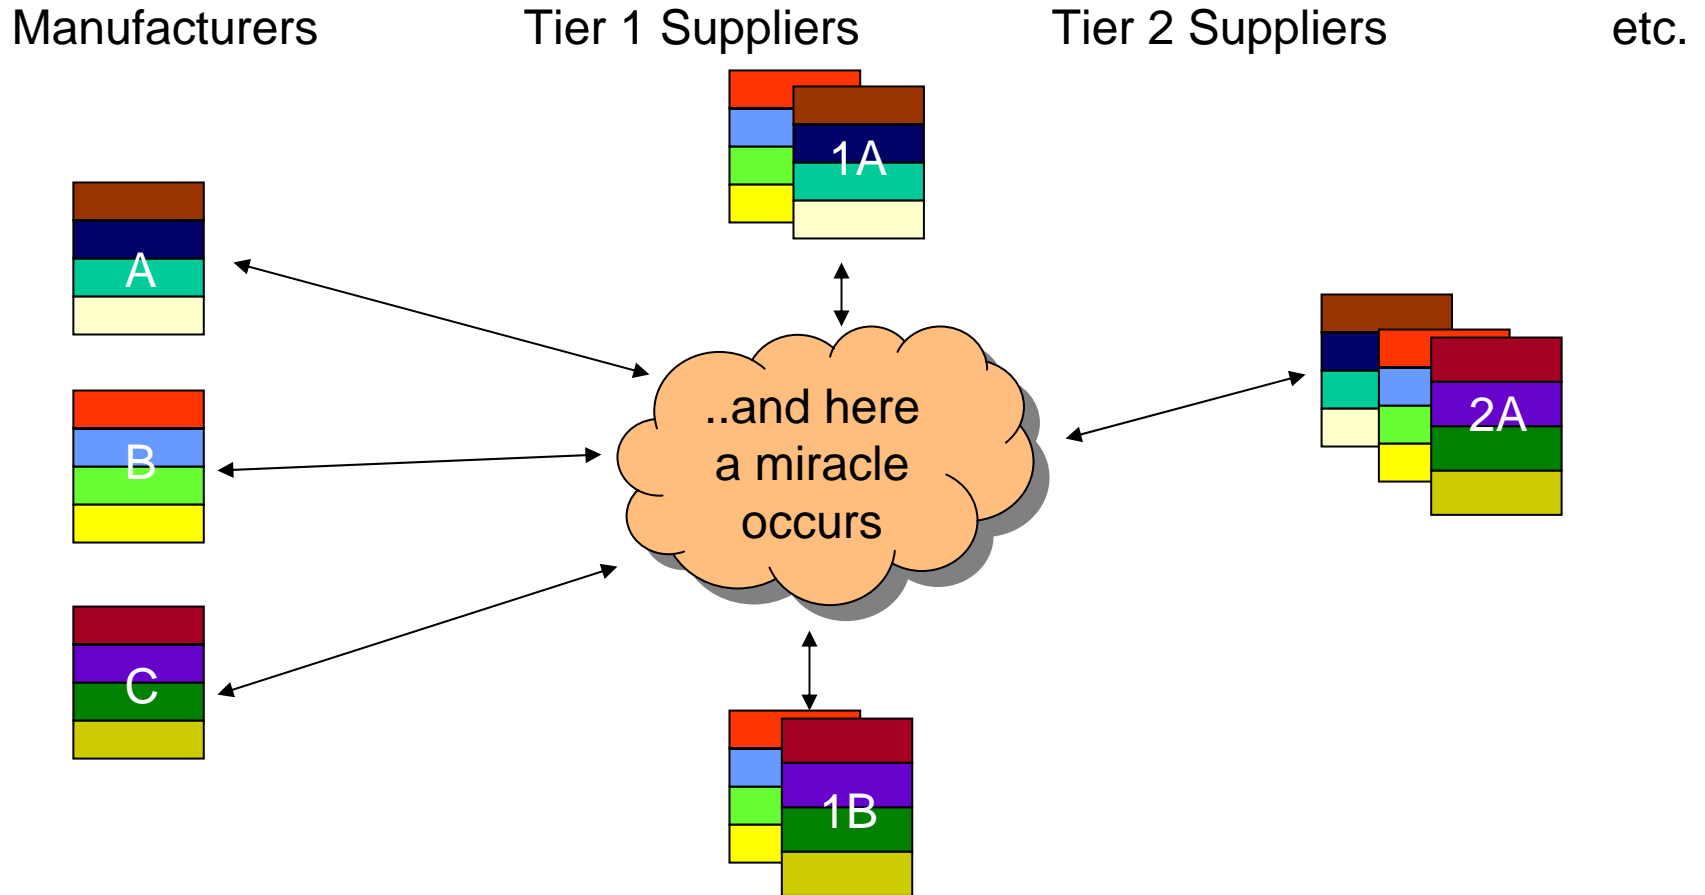 Manufacturers
Tier 1 Suppliers
Tier 2 Suppliers
etc.
1A
A
..and here
a miracle
occurs
2A
B
C
1B